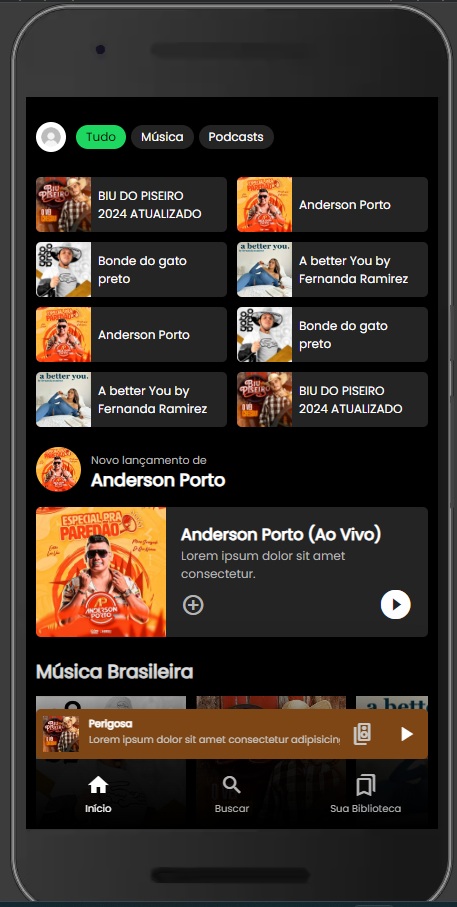 Tudo
Música
Podcasts
BIU DO PISEIRO
2024 ATUALIZADO
Anderson Porto
Bonde do gato
preto
A better You by
Fernanda Ramirez
Anderson Porto
Bonde do gato
preto
A better You by
Fernanda Ramirez
BIU DO PISEIRO
2024 ATUALIZADO
Novo lançamento de
Anderson Porto
ESPECIAL PRA
PAREDÃO
AP
ANDERSON
PORTO
Anderson Porto (Ao Vivo)
Lorem ipsum dolor sit amet
consectetur.
Música Brasileira
Perigosa
Lorem ipsum dolor sit amet consectetur adipisicin
Início
Buscar
Sua Biblioteca